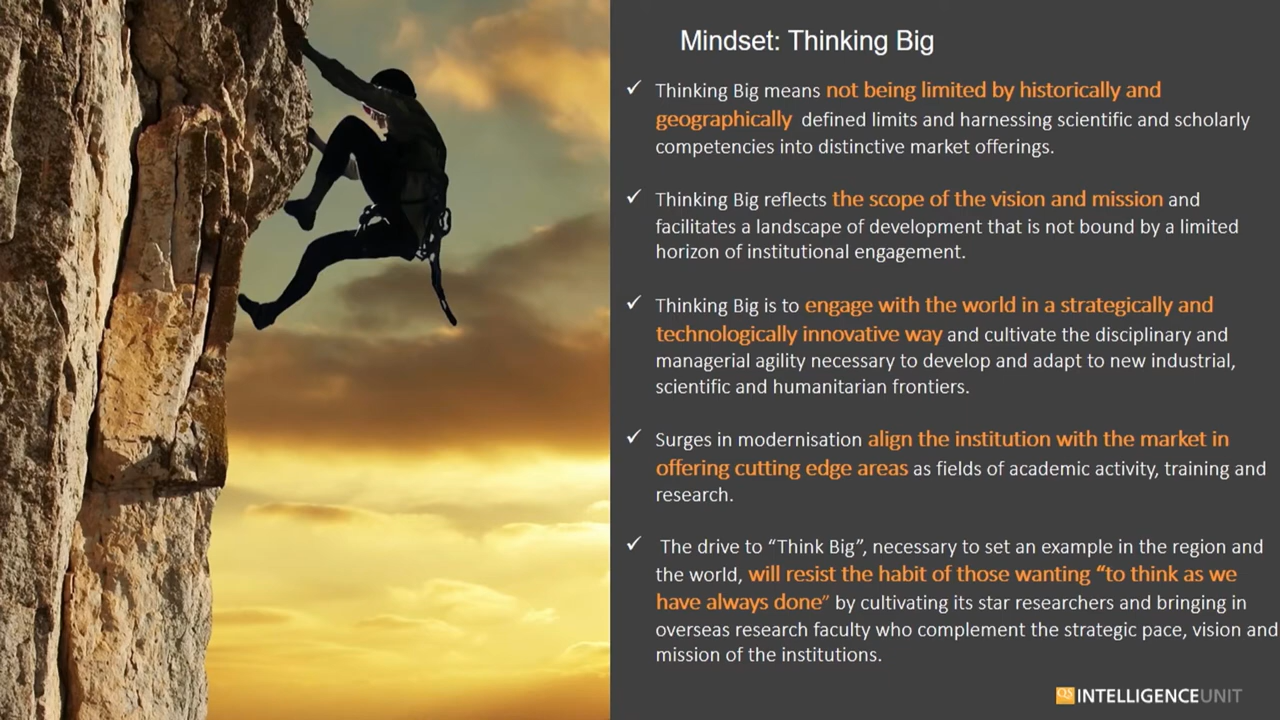 Mindset: Thinking Big
✓ Thinking Big means not being limited by historically and
geographically defined limits and harnessing scientific and scholarly
competencies into distinctive market offerings.
✓ Thinking Big reflects the scope of the vision and mission and
facilitates a landscape of development that is not bound by a limited
horizon of institutional engagement.
✓ Thinking Big is to engage with the world in a strategically and
technologically innovative way and cultivate the disciplinary and
managerial agility necessary to develop and adapt to new industrial,
scientific and humanitarian frontiers.
✓ Surges in modernisation align the institution with the market in
offering cutting edge areas as fields of academic activity, training and
research.
✓ The drive to “Think Big”, necessary to set an example in the region and
the world, will resist the habit of those wanting “to think as we
have always done” by cultivating its star researchers and bringing in
overseas research faculty who complement the strategic pace, vision and
mission of the institutions.
QS INTELLIGENCEUNIT